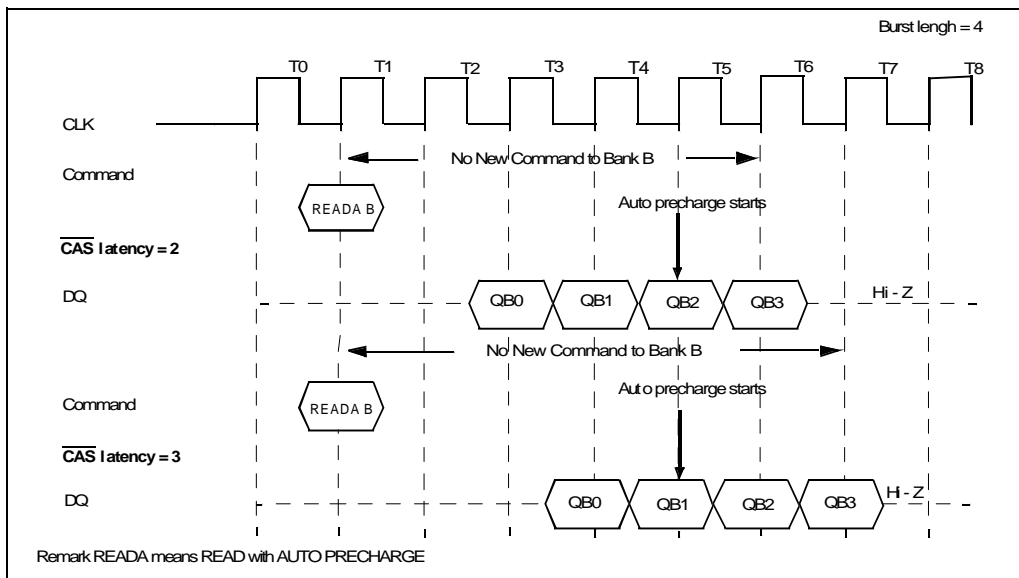 Burst lengh = 4
T0 T1 T2 T3 T4 T5 T6 T7 T8
CLK
No New Command to Bank B
Command
READA B
Auto precharge starts
CAS latency = 2
DQ
QB0 QB1 QB2 QB3
Hi - Z
No New Command to Bank B
Auto precharge starts
Command
READA B
CAS latency = 3
DQ
QB0 QB1 QB2 QB3
Hi - Z
Remark READA means READ with AUTO PRECHARGE